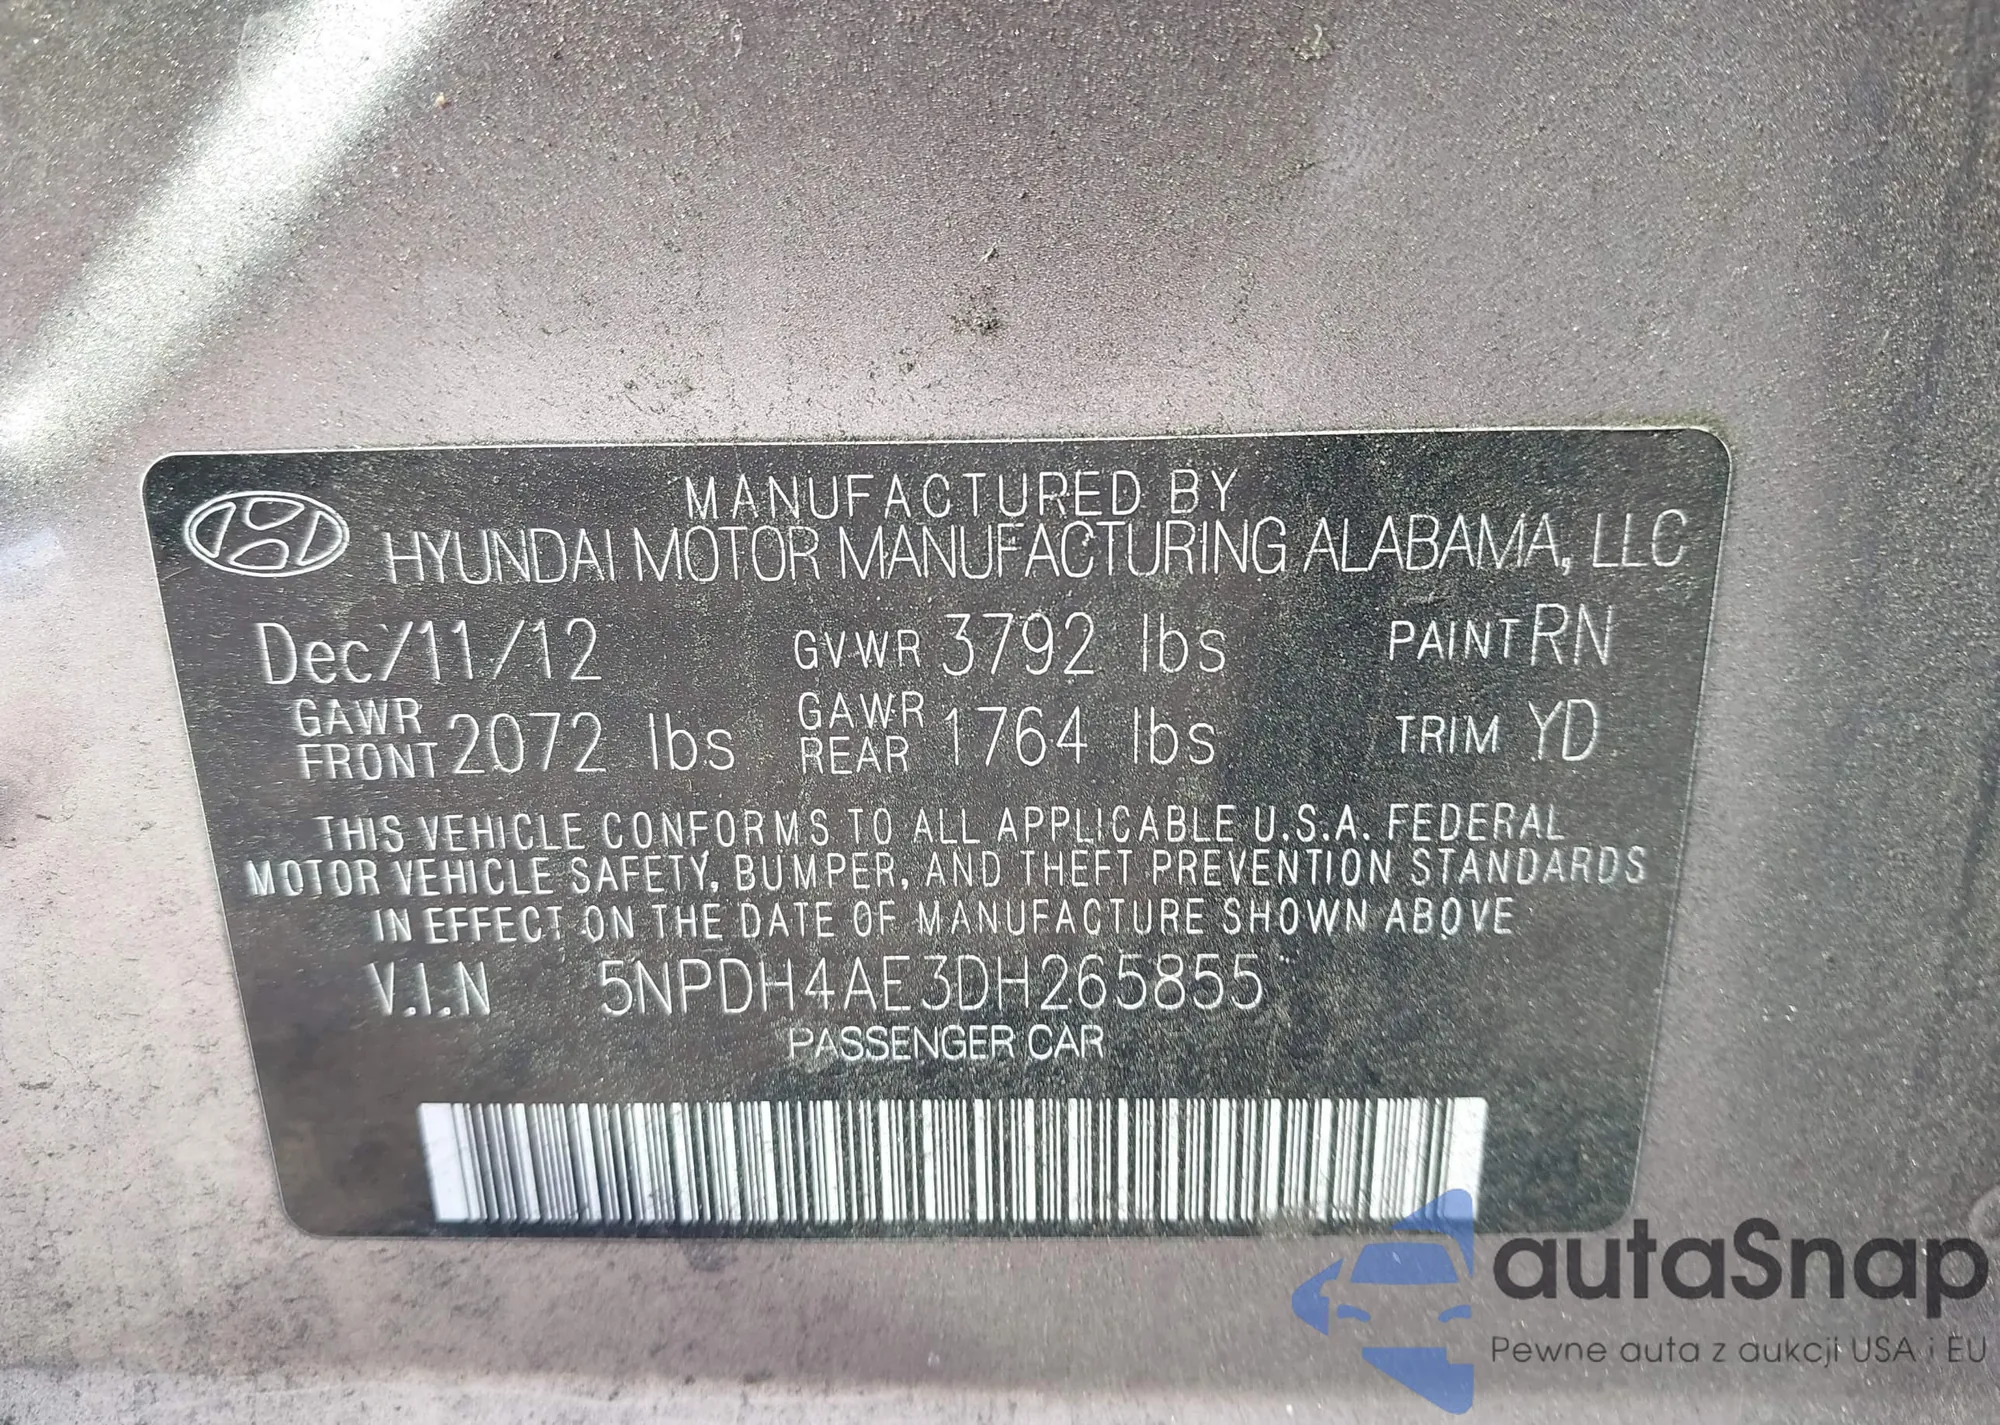 MANUFACTURED BY
HYUNDAI MOTOR MANUFACTURING ALABAMA, LLC
Dec/11/12 GVWR 3792 lbs PAINT RN
GAWR FRONT 2072 lbs GAWR REAR 1764 lbs TRIM YD
THIS VEHICLE CONFORMS TO ALL APPLICABLE U.S.A. FEDERAL
MOTOR VEHICLE SAFETY, BUMPER, AND THEFT PREVENTION STANDARDS
IN EFFECT ON THE DATE OF MANUFACTURE SHOWN ABOVE
V.I.N 5NPDH4AE3DH265855
PASSENGER CAR
autaSnap
Pewne auta z aukcji USA i EU